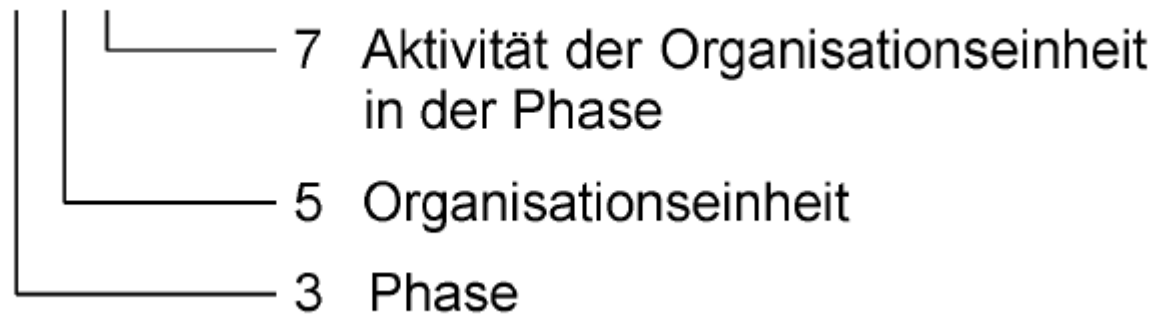 7 Aktivität der Organisationseinheit
in der Phase
5 Organisationseinheit
3 Phase